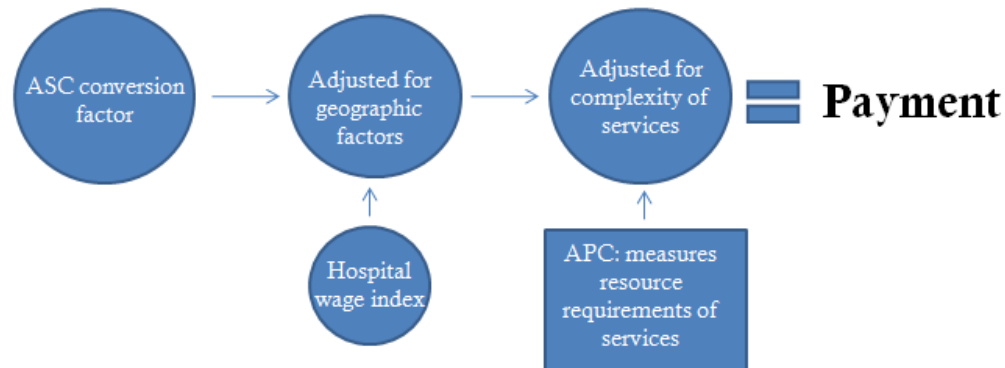 ASC conversion
factor
Adjusted for
geographic
factors
Adjusted for
complexity of
services
Payment
Hospital
wage index
APC: measures
resource
requirements of
services